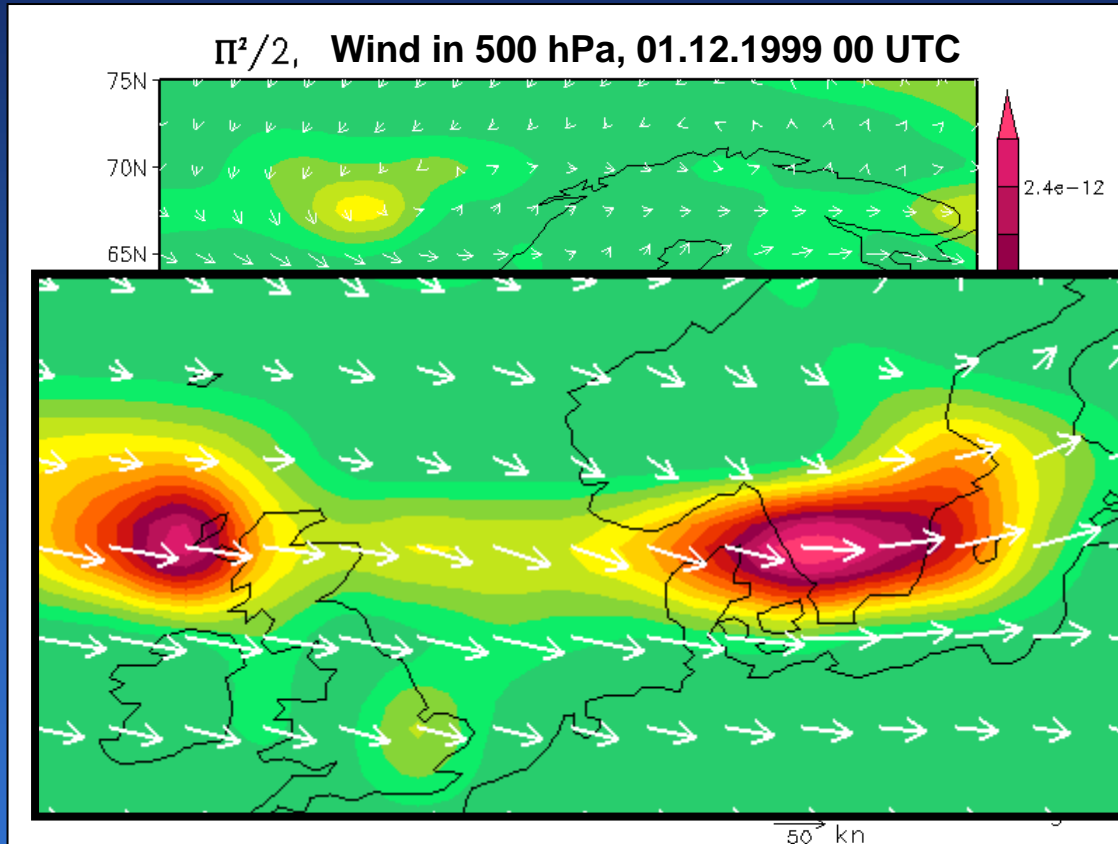 Π²/2, Wind in 500 hPa, 01.12.1999 00 UTC
75N
70N
2.4e-12
65N
50 kn